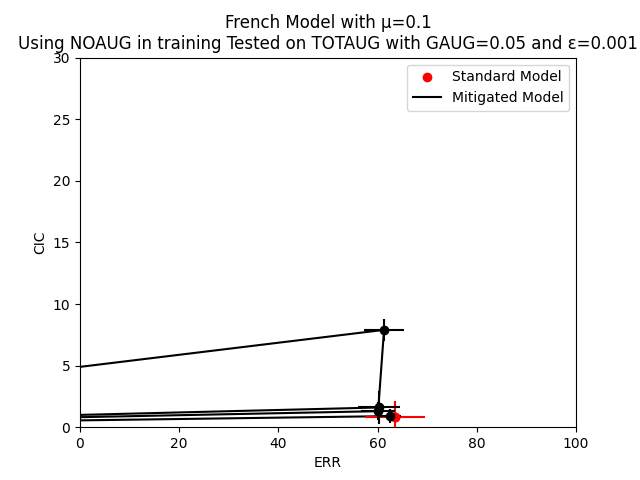 French Model with μ=0.1
Using NOAUG in training Tested on TOTAUG with GAUG=0.05 and ε=0.001
30
25
20
15
10
5
0
CIC
Standard Model
Mitigated Model
0 20 40 60 80 100
ERR